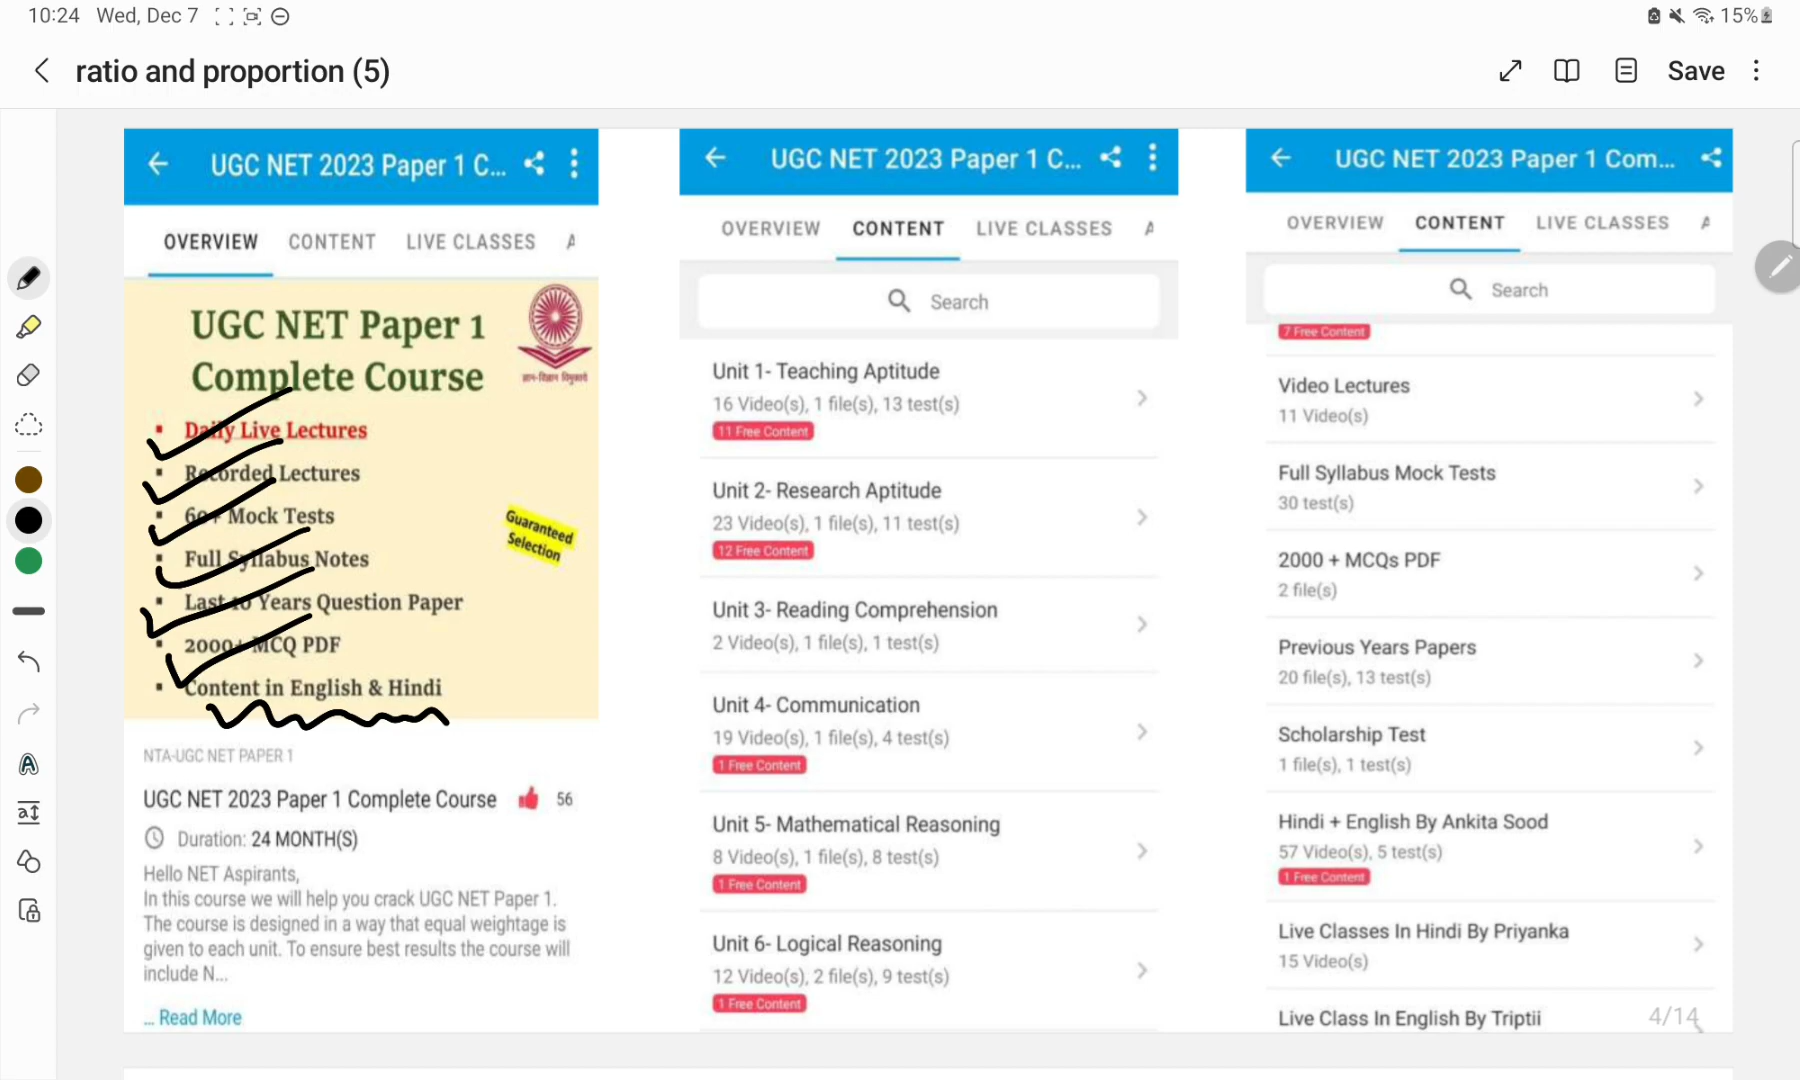 10:24 Wed, Dec 7
15%
ratio and proportion (5)
Save
UGC NET 2023 Paper 1 C...
OVERVIEW CONTENT LIVE CLASSES A
UGC NET Paper 1
Complete Course
ज्ञान-विज्ञान विमुक्तये
Daily Live Lectures
Recorded Lectures
60+ Mock Tests
Full Syllabus Notes
Last 10 Years Question Paper
2000+ MCQ PDF
Content in English & Hindi
Guaranteed
Selection
NTA-UGC NET PAPER 1
UGC NET 2023 Paper 1 Complete Course 56
Duration: 24 MONTH(S)
Hello NET Aspirants,
In this course we will help you crack UGC NET Paper 1.
The course is designed in a way that equal weightage is
given to each unit. To ensure best results the course will
include N...
... Read More
UGC NET 2023 Paper 1 C...
OVERVIEW CONTENT LIVE CLASSES A
Search
Unit 1- Teaching Aptitude
16 Video(s), 1 file(s), 13 test(s)
11 Free Content
Unit 2- Research Aptitude
23 Video(s), 1 file(s), 11 test(s)
12 Free Content
Unit 3- Reading Comprehension
2 Video(s), 1 file(s), 1 test(s)
Unit 4- Communication
19 Video(s), 1 file(s), 4 test(s)
1 Free Content
Unit 5- Mathematical Reasoning
8 Video(s), 1 file(s), 8 test(s)
1 Free Content
Unit 6- Logical Reasoning
12 Video(s), 2 file(s), 9 test(s)
1 Free Content
UGC NET 2023 Paper 1 Com...
OVERVIEW CONTENT LIVE CLASSES A
Search
7 Free Content
Video Lectures
11 Video(s)
Full Syllabus Mock Tests
30 test(s)
2000 + MCQs PDF
2 file(s)
Previous Years Papers
20 file(s), 13 test(s)
Scholarship Test
1 file(s), 1 test(s)
Hindi + English By Ankita Sood
57 Video(s), 5 test(s)
1 Free Content
Live Classes In Hindi By Priyanka
15 Video(s)
Live Class In English By Triptii
4/14